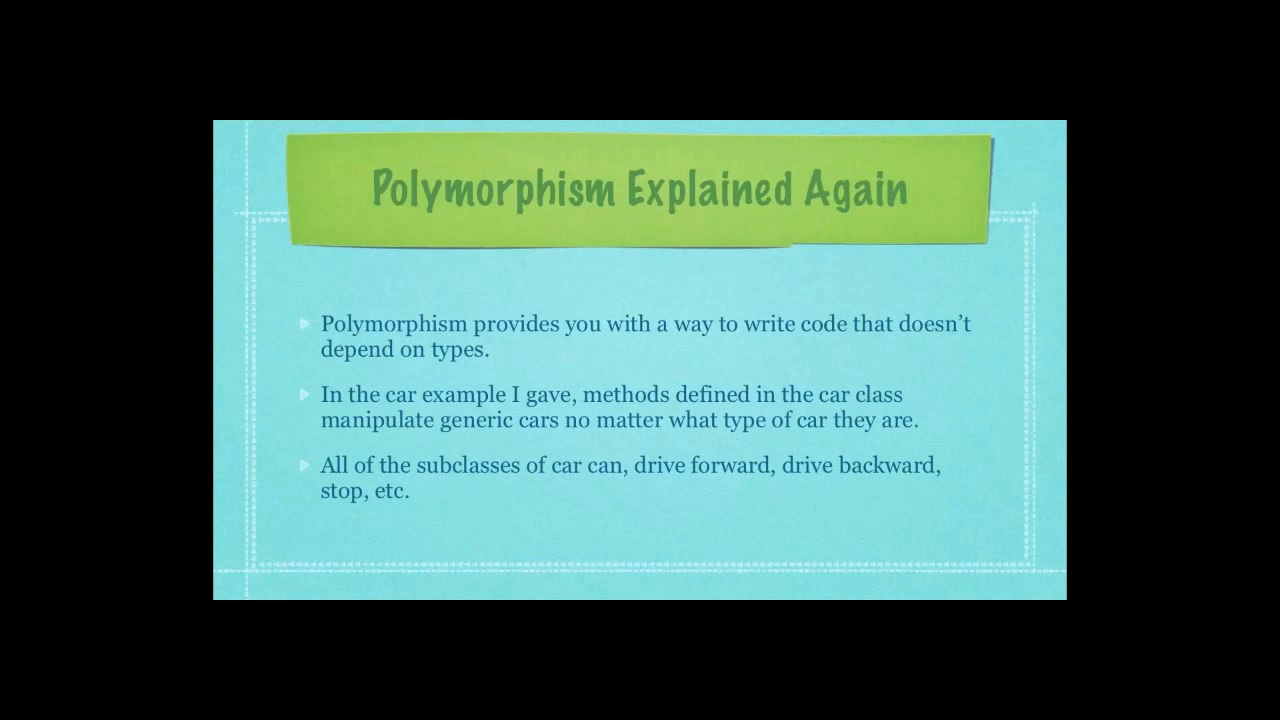 Polymorphism Explained Again
Polymorphism provides you with a way to write code that doesn’t
depend on types.
In the car example I gave, methods defined in the car class
manipulate generic cars no matter what type of car they are.
All of the subclasses of car can, drive forward, drive backward,
stop, etc.